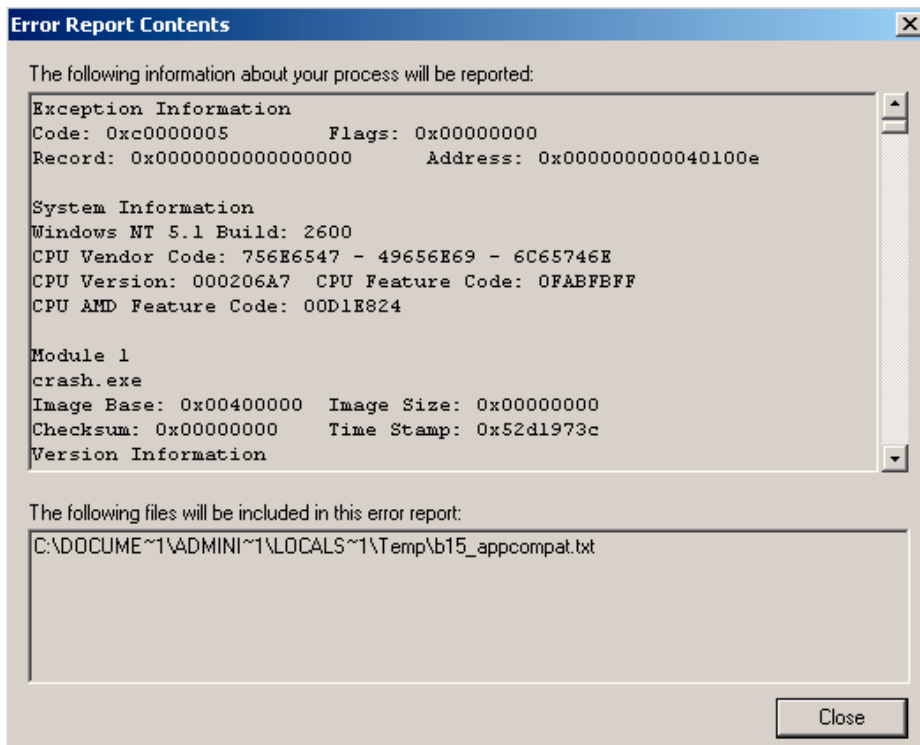 Error Report Contents
The following information about your process will be reported:
Exception Information
Code: 0xc0000005 Flags: 0x00000000
Record: 0x0000000000000000 Address: 0x000000000040100e
System Information
Windows NT 5.1 Build: 2600
CPU Vendor Code: 756E6547 - 49656E69 - 6C65746E
CPU Version: 000206A7 CPU Feature Code: 0FABFBFF
CPU AMD Feature Code: 00D1E824
Module 1
crash.exe
Image Base: 0x00400000 Image Size: 0x00000000
Checksum: 0x00000000 Time Stamp: 0x52d1973c
Version Information
The following files will be included in this error report:
C:\DOCUME~1\ADMINI~1\LOCALS~1\Temp\b15_appcompat.txt
Close